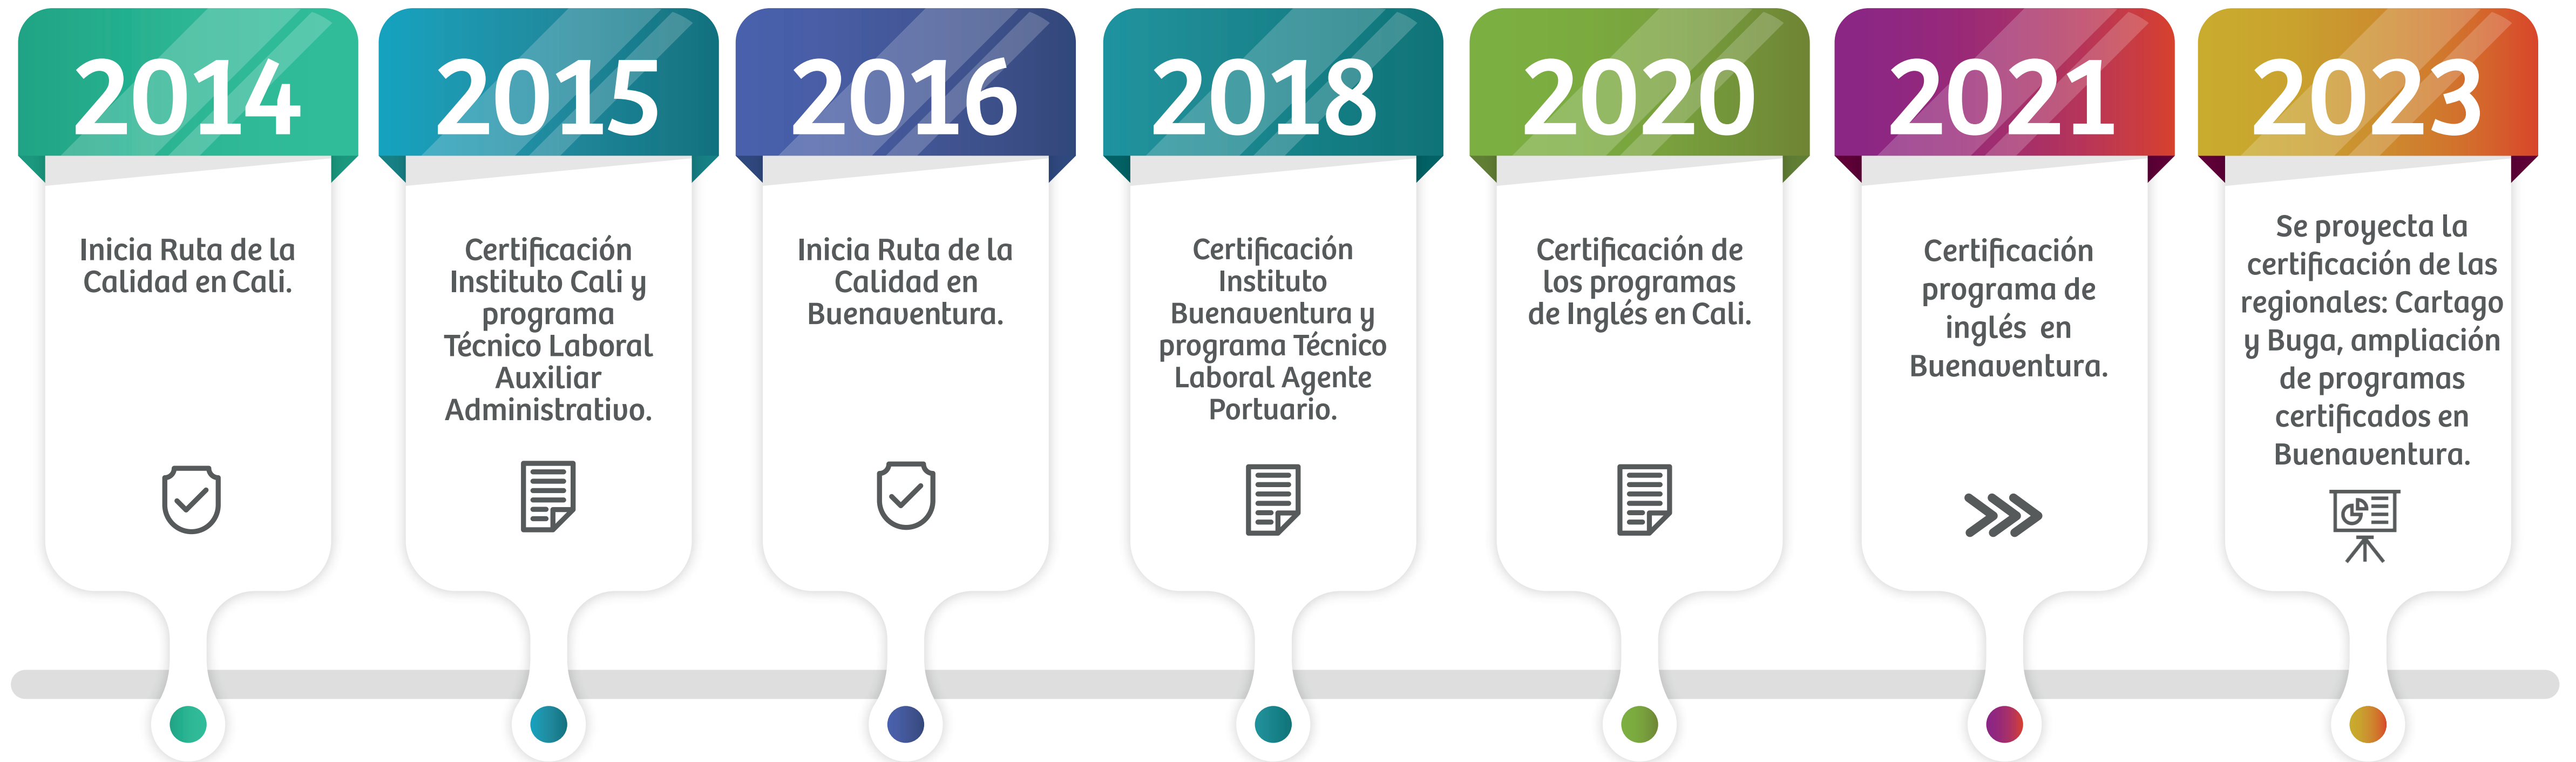 2014
Inicia Ruta de la
Calidad en Cali.
2015
Certificación
Instituto Cali y
programa
Técnico Laboral
Auxiliar
Administrativo.
2016
Inicia Ruta de la
Calidad en
Buenaventura.
2018
Certificación
Instituto
Buenaventura y
programa Técnico
Laboral Agente
Portuario.
2020
Certificación de
los programas
de Inglés en Cali.
2021
Certificación
programa de
inglés en
Buenaventura.
2023
Se proyecta la
certificación de las
regionales: Cartago
y Buga, ampliación
de programas
certificados en
Buenaventura.